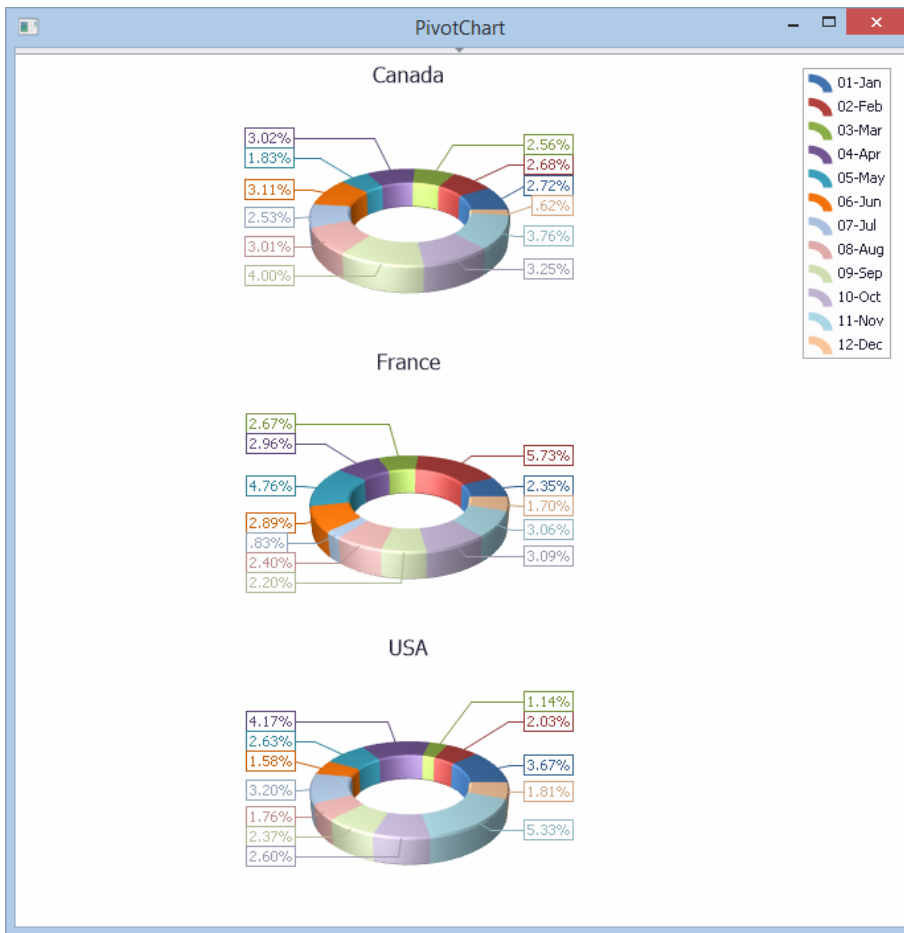 PivotChart
Canada
3.02%
1.83%
3.11%
2.53%
3.01%
4.00%
2.56%
2.68%
2.72%
.62%
3.76%
3.25%
France
2.67%
2.96%
4.76%
2.89%
.83%
2.40%
2.20%
5.73%
2.35%
1.70%
3.06%
3.09%
USA
4.17%
2.63%
1.58%
3.20%
1.76%
2.37%
2.60%
1.14%
2.03%
3.67%
1.81%
5.33%
01-Jan
02-Feb
03-Mar
04-Apr
05-May
06-Jun
07-Jul
08-Aug
09-Sep
10-Oct
11-Nov
12-Dec